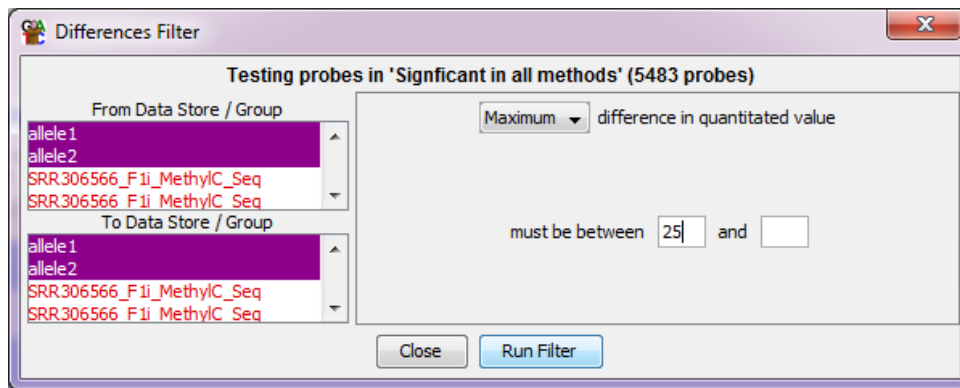 Differences Filter
Testing probes in 'Signficant in all methods' (5483 probes)
From Data Store / Group
allele1
allele2
SRR306566_F1i_MethylC_Seq
SRR306566_F1i_MethylC_Seq
To Data Store / Group
allele1
allele2
SRR306566_F1i_MethylC_Seq
SRR306566_F1i_MethylC_Seq
Maximum difference in quantitated value
must be between 25 and
Close Run Filter